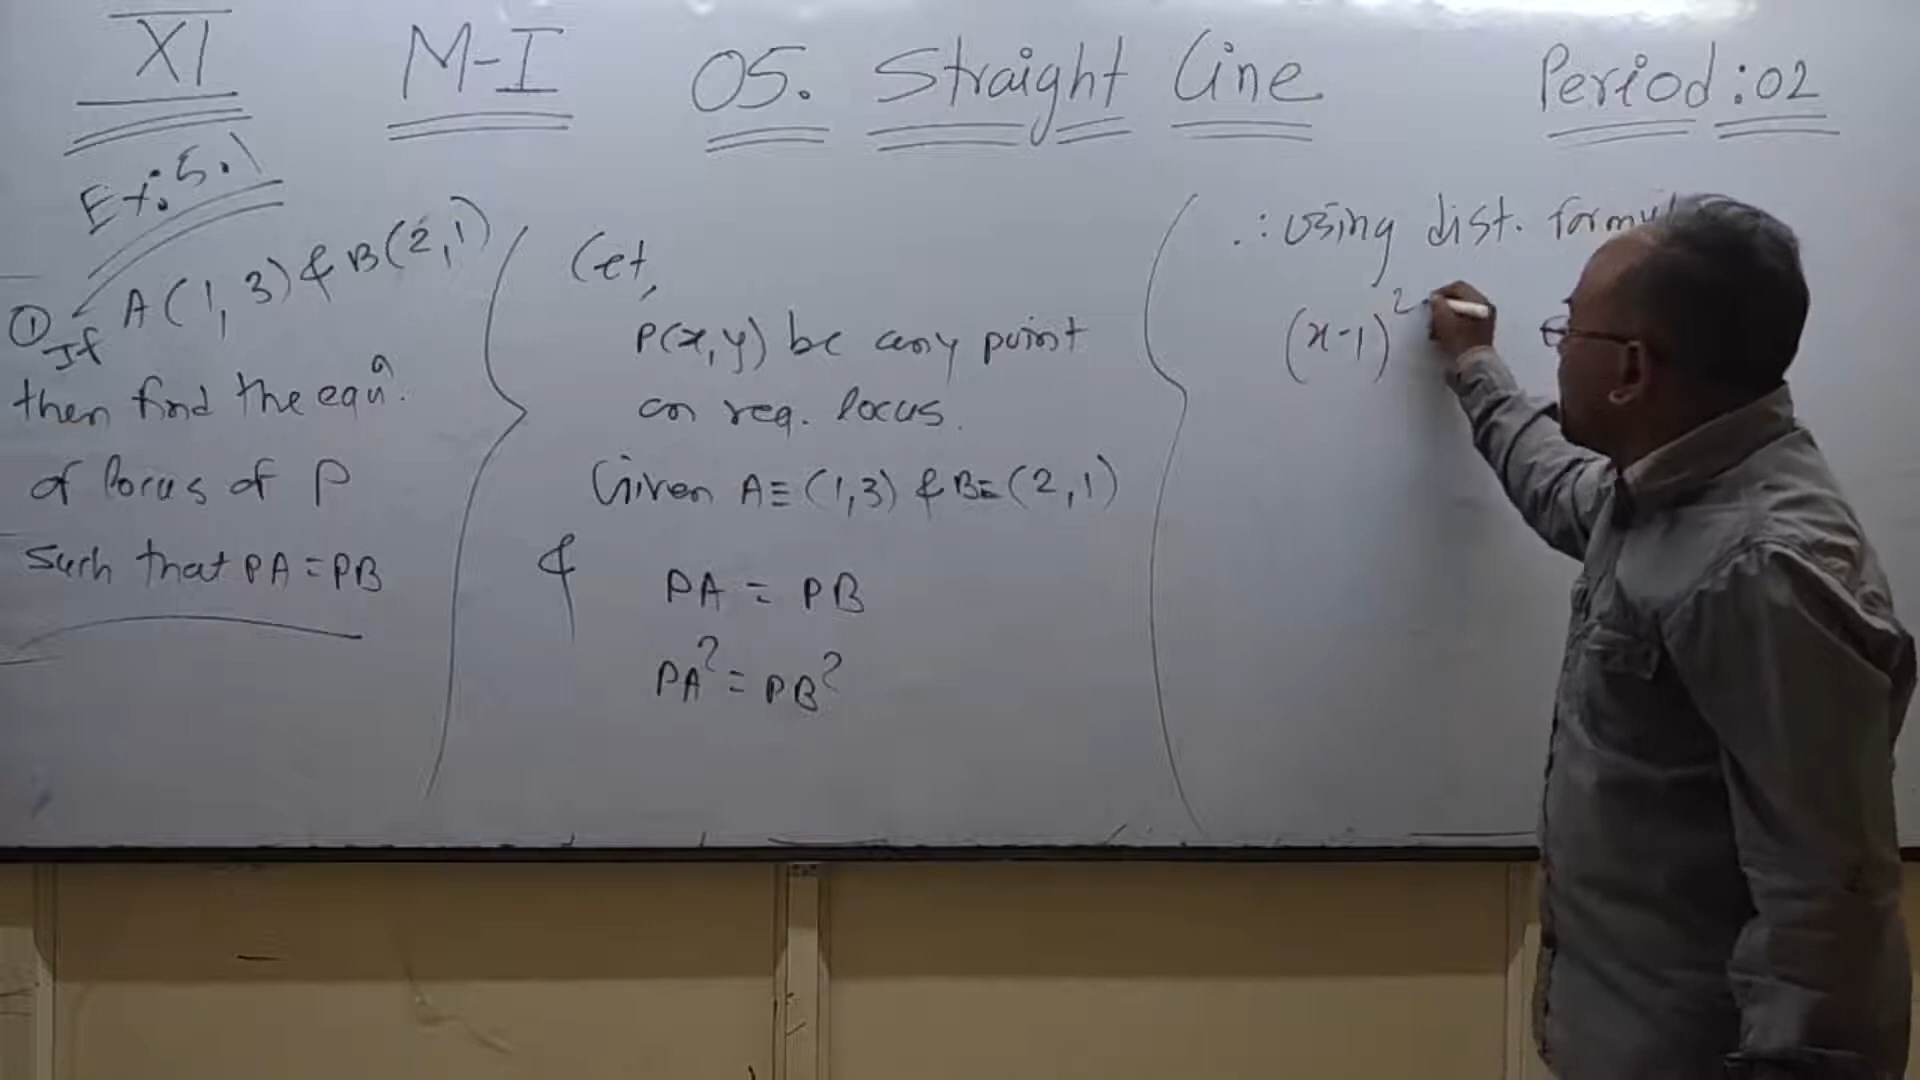 XI M-I 05. Straight Line Period:02
Ex: 5.1
① If A(1,3) & B(2,1)
then find the equⁿ.
of locus of P
such that PA = PB
Let,
P(x,y) be any point
on req. locus.
Given A≡(1,3) & B≡(2,1)
& PA = PB
PA² = PB²
∴ using dist. formul
(x-1)²